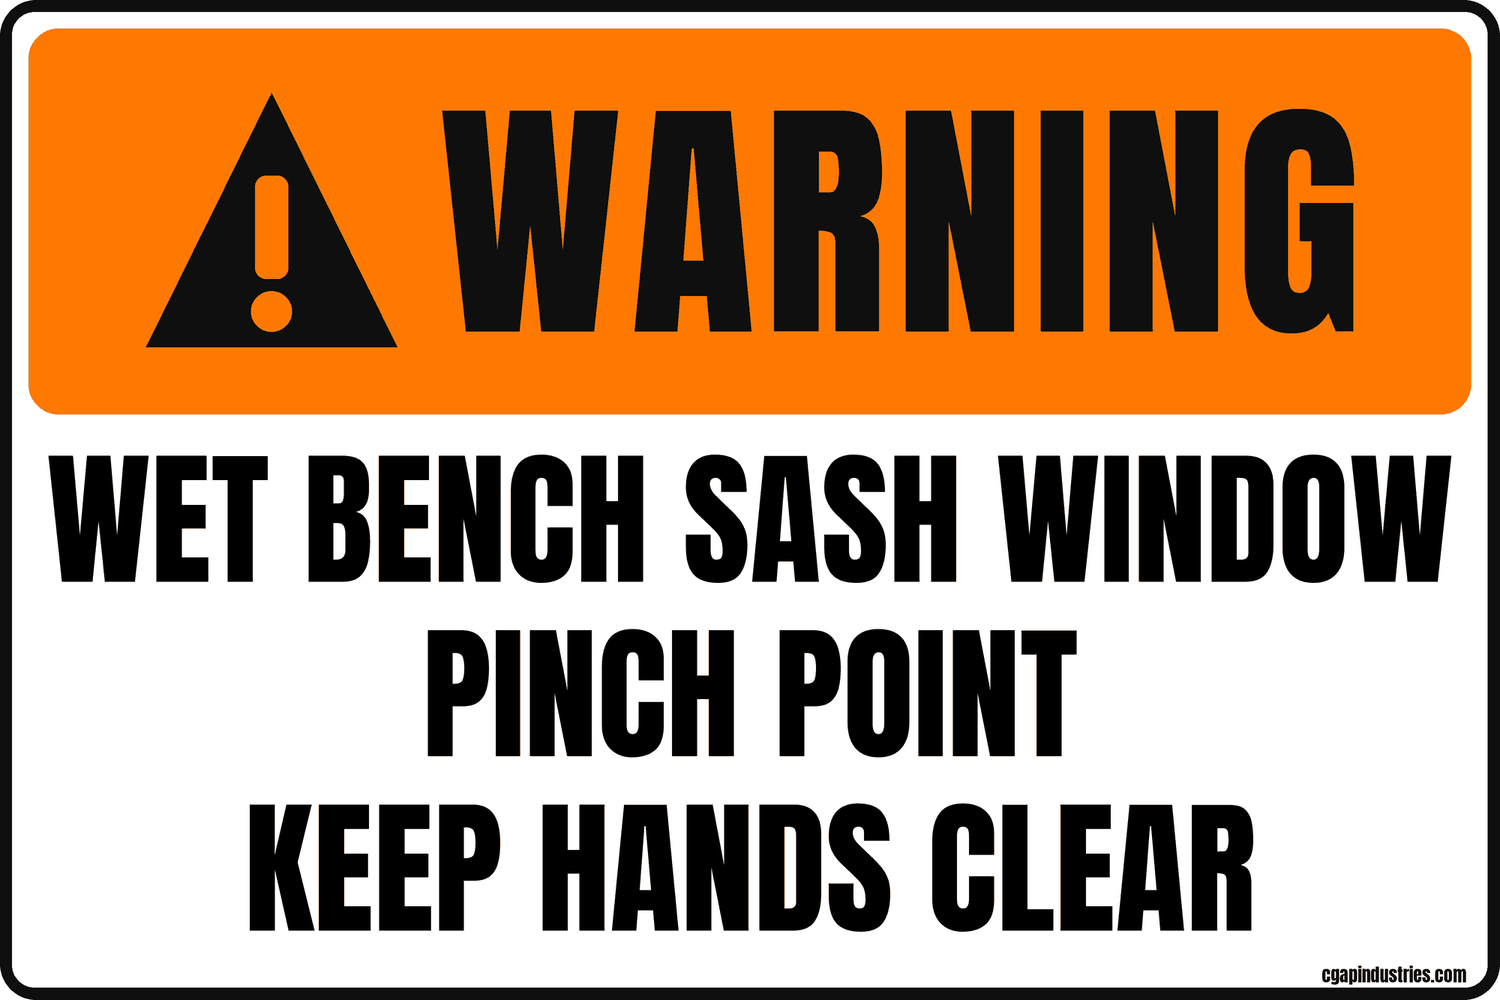 WARNING
WET BENCH SASH WINDOW
PINCH POINT
KEEP HANDS CLEAR
cgapindustries.com